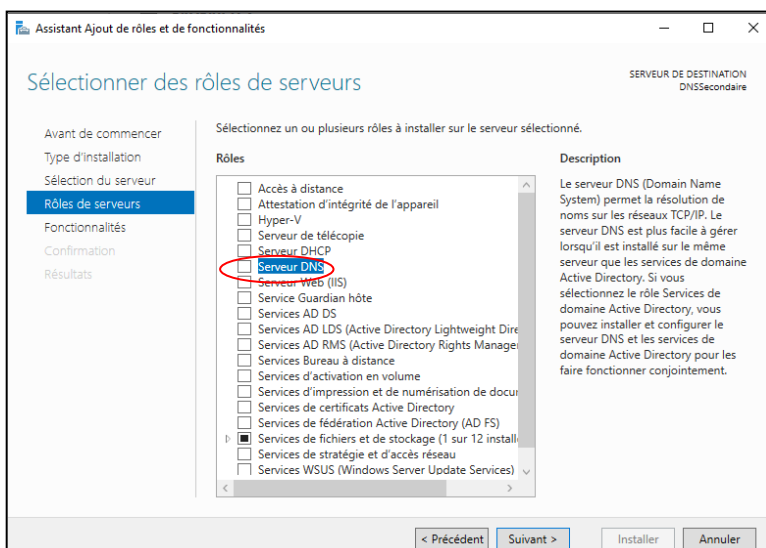 Assistant Ajout de rôles et de fonctionnalités
Sélectionner des rôles de serveurs
SERVEUR DE DESTINATION
DNSSecondaire
Avant de commencer
Type d'installation
Sélection du serveur
Rôles de serveurs
Fonctionnalités
Confirmation
Résultats
Sélectionnez un ou plusieurs rôles à installer sur le serveur sélectionné.
Rôles
Accès à distance
Attestation d'intégrité de l'appareil
Hyper-V
Serveur de télécopie
Serveur DHCP
Serveur DNS
Serveur Web (IIS)
Service Guardian hôte
Services AD DS
Services AD LDS (Active Directory Lightweight Dire
Services AD RMS (Active Directory Rights Manage
Services Bureau à distance
Services d'activation en volume
Services d'impression et de numérisation de docu
Services de certificats Active Directory
Services de fédération Active Directory (AD FS)
Services de fichiers et de stockage (1 sur 12 install
Services de stratégie et d'accès réseau
Services WSUS (Windows Server Update Services)
Description
Le serveur DNS (Domain Name
System) permet la résolution de
noms sur les réseaux TCP/IP. Le
serveur DNS est plus facile à gérer
lorsqu'il est installé sur le même
serveur que les services de domaine
Active Directory. Si vous
sélectionnez le rôle Services de
domaine Active Directory, vous
pouvez installer et configurer le
serveur DNS et les services de
domaine Active Directory pour les
faire fonctionner conjointement.
< Précédent
Suivant >
Installer
Annuler